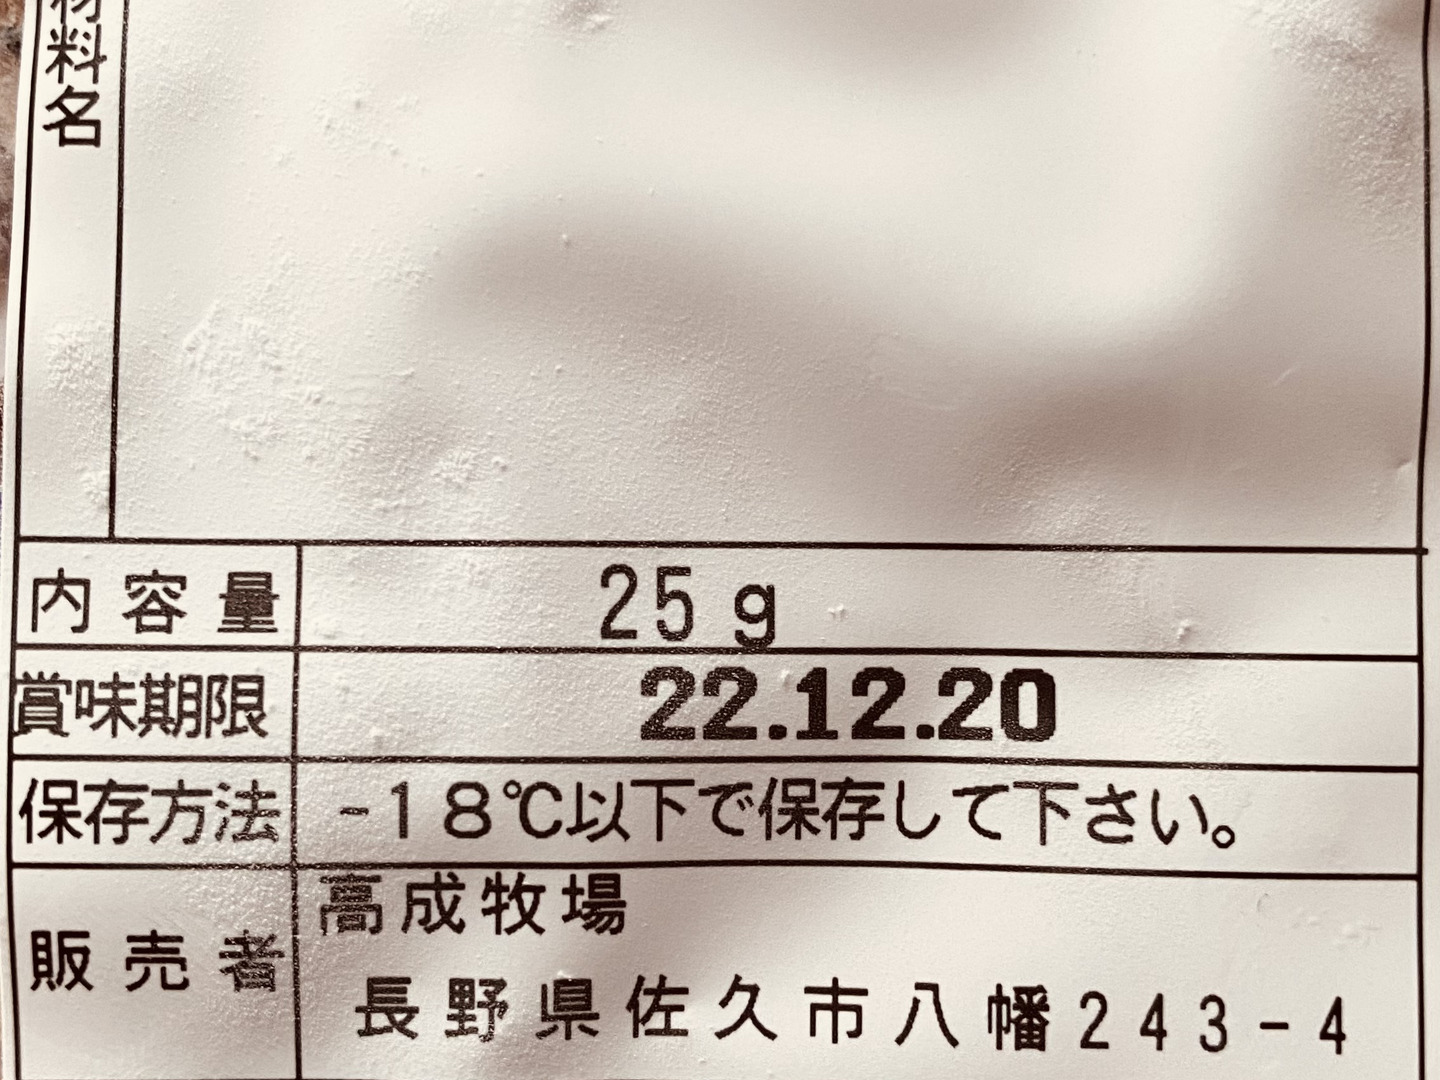 材料名
内容量 25g
賞味期限 22.12.20
保存方法 -18℃以下で保存して下さい。
販売者 高成牧場
長野県佐久市八幡243-4